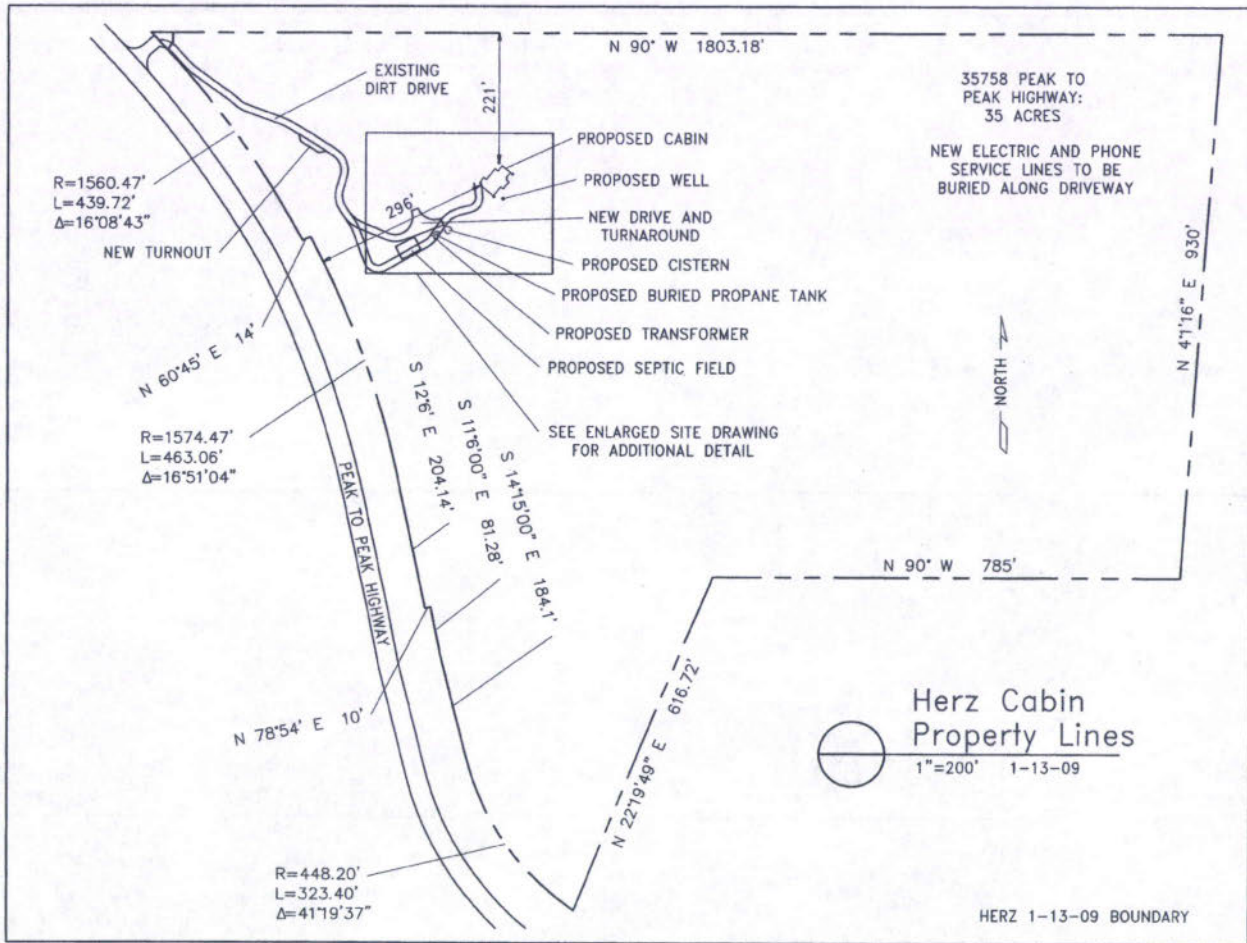 N 90° W 1803.18'
EXISTING
DIRT DRIVE
221'
35758 PEAK TO
PEAK HIGHWAY:
35 ACRES
NEW ELECTRIC AND PHONE
SERVICE LINES TO BE
BURIED ALONG DRIVEWAY
PROPOSED CABIN
PROPOSED WELL
NEW DRIVE AND
TURNAROUND
PROPOSED CISTERN
PROPOSED BURIED PROPANE TANK
PROPOSED TRANSFORMER
PROPOSED SEPTIC FIELD
SEE ENLARGED SITE DRAWING
FOR ADDITIONAL DETAIL
296'
R=1560.47'
L=439.72'
Δ=16°08'43"
NEW TURNOUT
N 60°45' E 14'
R=1574.47'
L=463.06'
Δ=16°51'04"
PEAK TO PEAK HIGHWAY
S 12°6' E 204.14'
S 11°6'00" E 81.28'
S 14°15'00" E 184.1'
N 4°1'16" E 930'
NORTH
N 90° W 785'
N 78°54' E 10'
N 22°19'49" E 616.72'
R=448.20'
L=323.40'
Δ=41°19'37"
Herz Cabin
Property Lines
1"=200' 1-13-09
HERZ 1-13-09 BOUNDARY